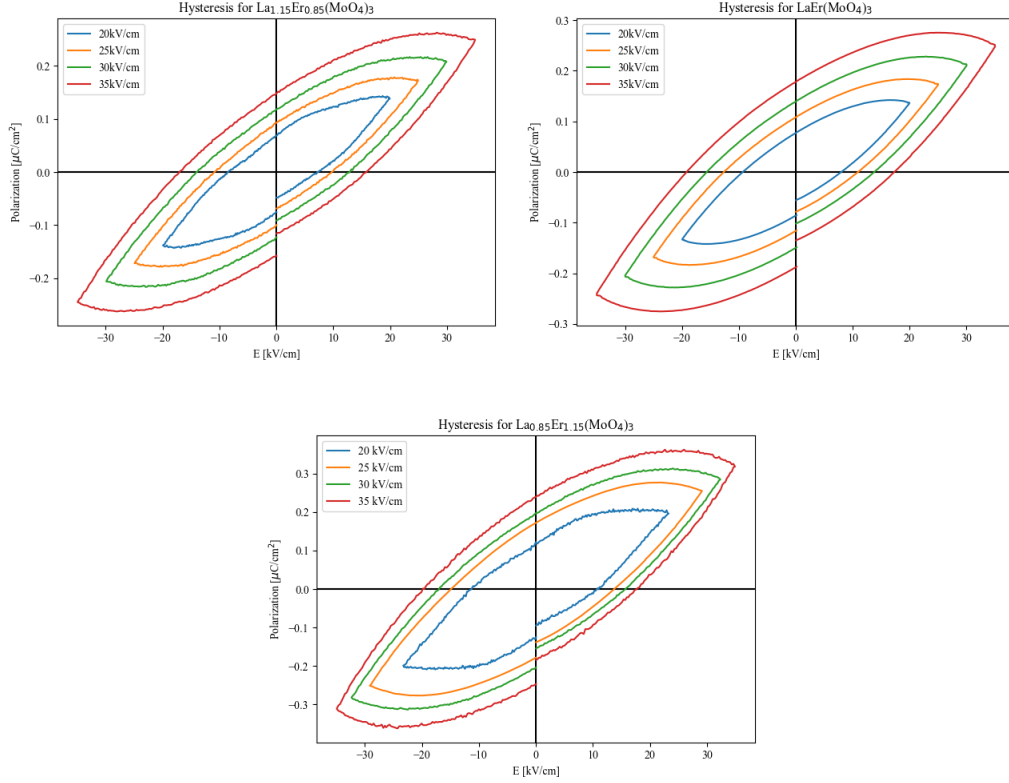 Hysteresis for La₁.₁₅Er₀.₈₅(MoO₄)₃
20kV/cm
25kV/cm
30kV/cm
35kV/cm
Polarization [μC/cm²]
0.2
0.1
0.0
−0.1
−0.2
−30 −20 −10 0 10 20 30
E [kV/cm]
Hysteresis for LaEr(MoO₄)₃
20kV/cm
25kV/cm
30kV/cm
35kV/cm
Polarization [μC/cm²]
0.3
0.2
0.1
0.0
−0.1
−0.2
−0.3
−30 −20 −10 0 10 20 30
E [kV/cm]
Hysteresis for La₀.₈₅Er₁.₁₅(MoO₄)₃
20 kV/cm
25 kV/cm
30 kV/cm
35 kV/cm
Polarization [μC/cm²]
0.3
0.2
0.1
0.0
−0.1
−0.2
−0.3
−30 −20 −10 0 10 20 30
E [kV/cm]